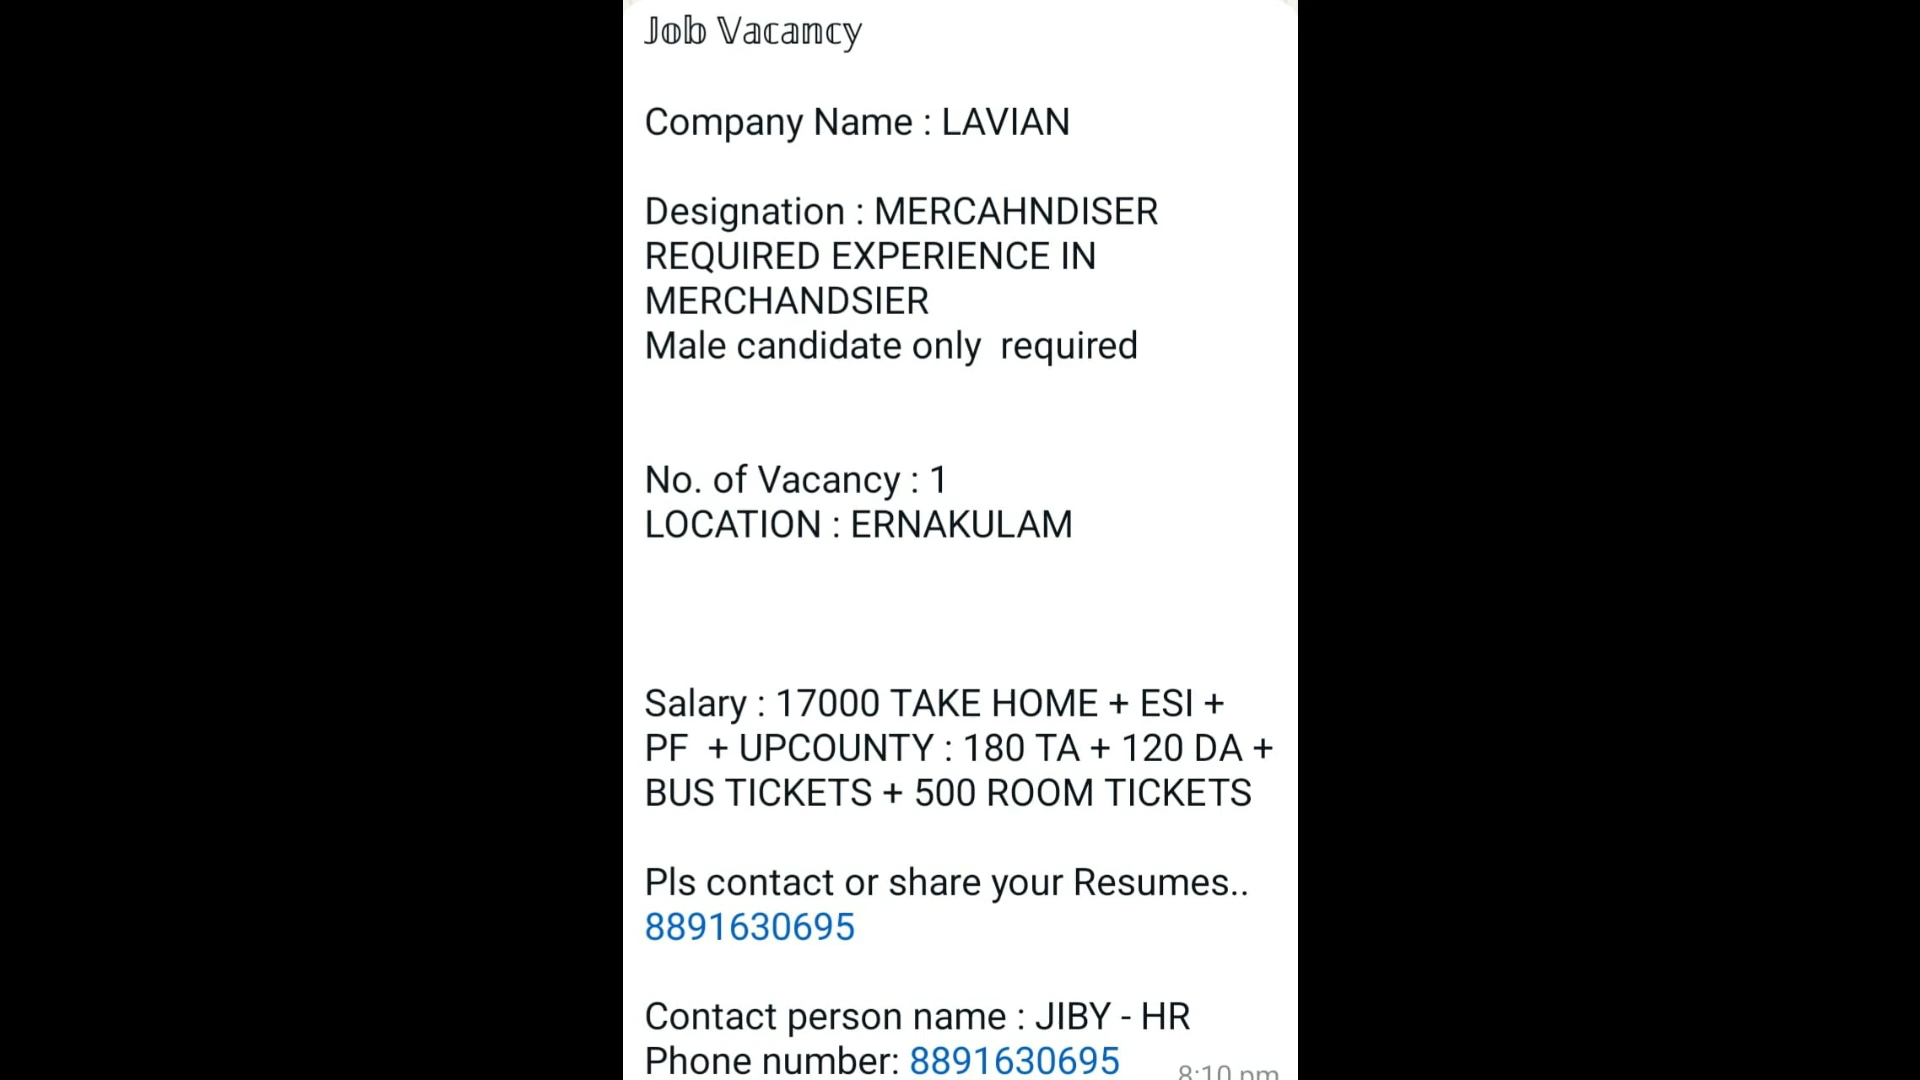 Job Vacancy
Company Name : LAVIAN
Designation : MERCAHNDISER
REQUIRED EXPERIENCE IN
MERCHANDSIER
Male candidate only  required
No. of Vacancy : 1
LOCATION : ERNAKULAM
Salary : 17000 TAKE HOME + ESI +
PF  + UPCOUNTY : 180 TA + 120 DA +
BUS TICKETS + 500 ROOM TICKETS
Pls contact or share your Resumes..
8891630695
Contact person name : JIBY - HR
Phone number: 8891630695
8:10 pm